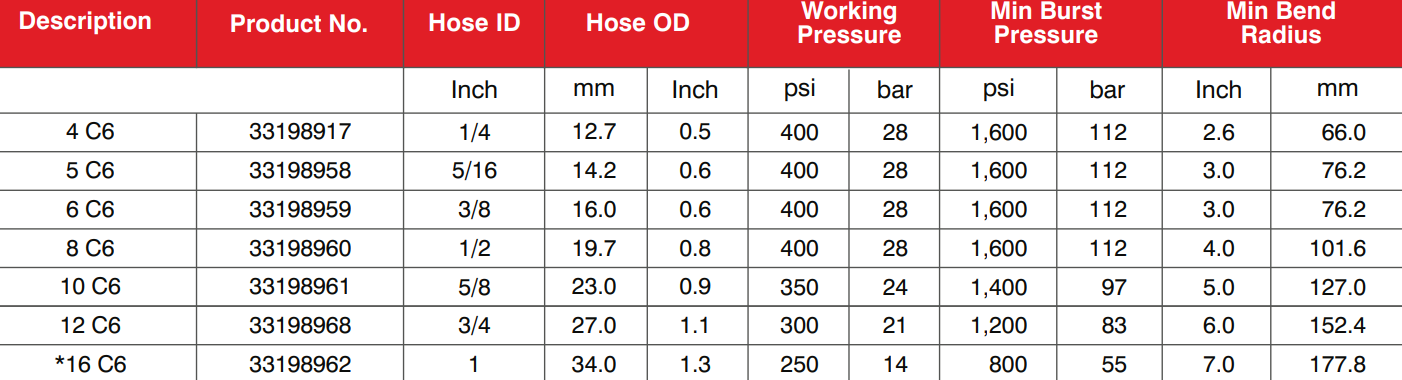 Description Product No. Hose ID Hose OD Working Pressure Min Burst Pressure Min Bend Radius
Inch mm Inch psi bar psi bar Inch mm
4 C6 33198917 1/4 12.7 0.5 400 28 1,600 112 2.6 66.0
5 C6 33198958 5/16 14.2 0.6 400 28 1,600 112 3.0 76.2
6 C6 33198959 3/8 16.0 0.6 400 28 1,600 112 3.0 76.2
8 C6 33198960 1/2 19.7 0.8 400 28 1,600 112 4.0 101.6
10 C6 33198961 5/8 23.0 0.9 350 24 1,400 97 5.0 127.0
12 C6 33198968 3/4 27.0 1.1 300 21 1,200 83 6.0 152.4
*16 C6 33198962 1 34.0 1.3 250 14 800 55 7.0 177.8